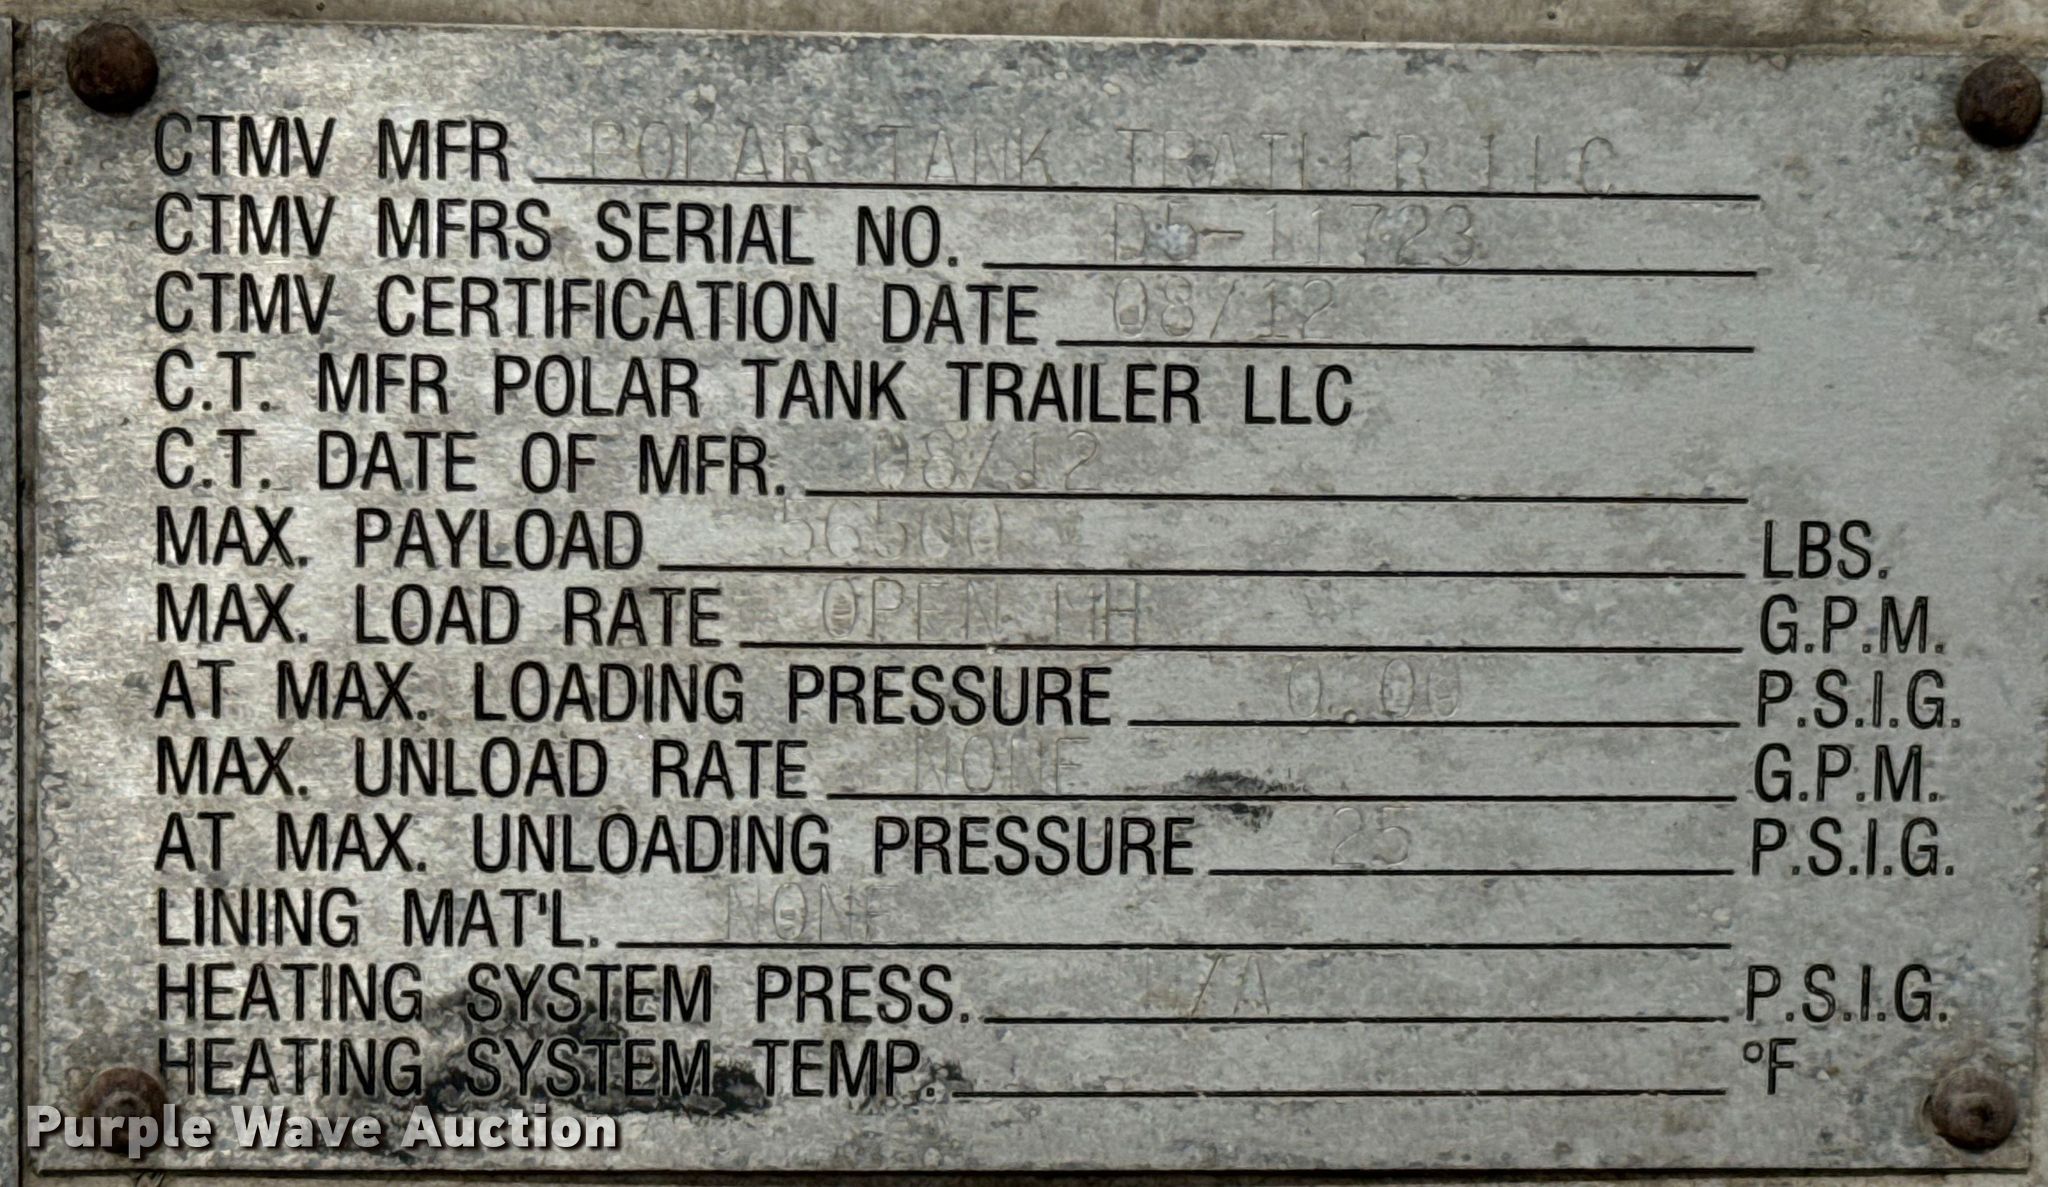 CTMV MFR POLAR TANK TRAILER LLC
CTMV MFRS SERIAL NO. D5-11723
CTMV CERTIFICATION DATE 08/12
C.T. MFR POLAR TANK TRAILER LLC
C.T. DATE OF MFR. 08/12
MAX. PAYLOAD 56500 LBS.
MAX. LOAD RATE OPEN MH G.P.M.
AT MAX. LOADING PRESSURE 0.00 P.S.I.G.
MAX. UNLOAD RATE NONE G.P.M.
AT MAX. UNLOADING PRESSURE 25 P.S.I.G.
LINING MAT'L. NONE
HEATING SYSTEM PRESS. /A P.S.I.G.
HEATING SYSTEM TEMP. °F
Purple Wave Auction